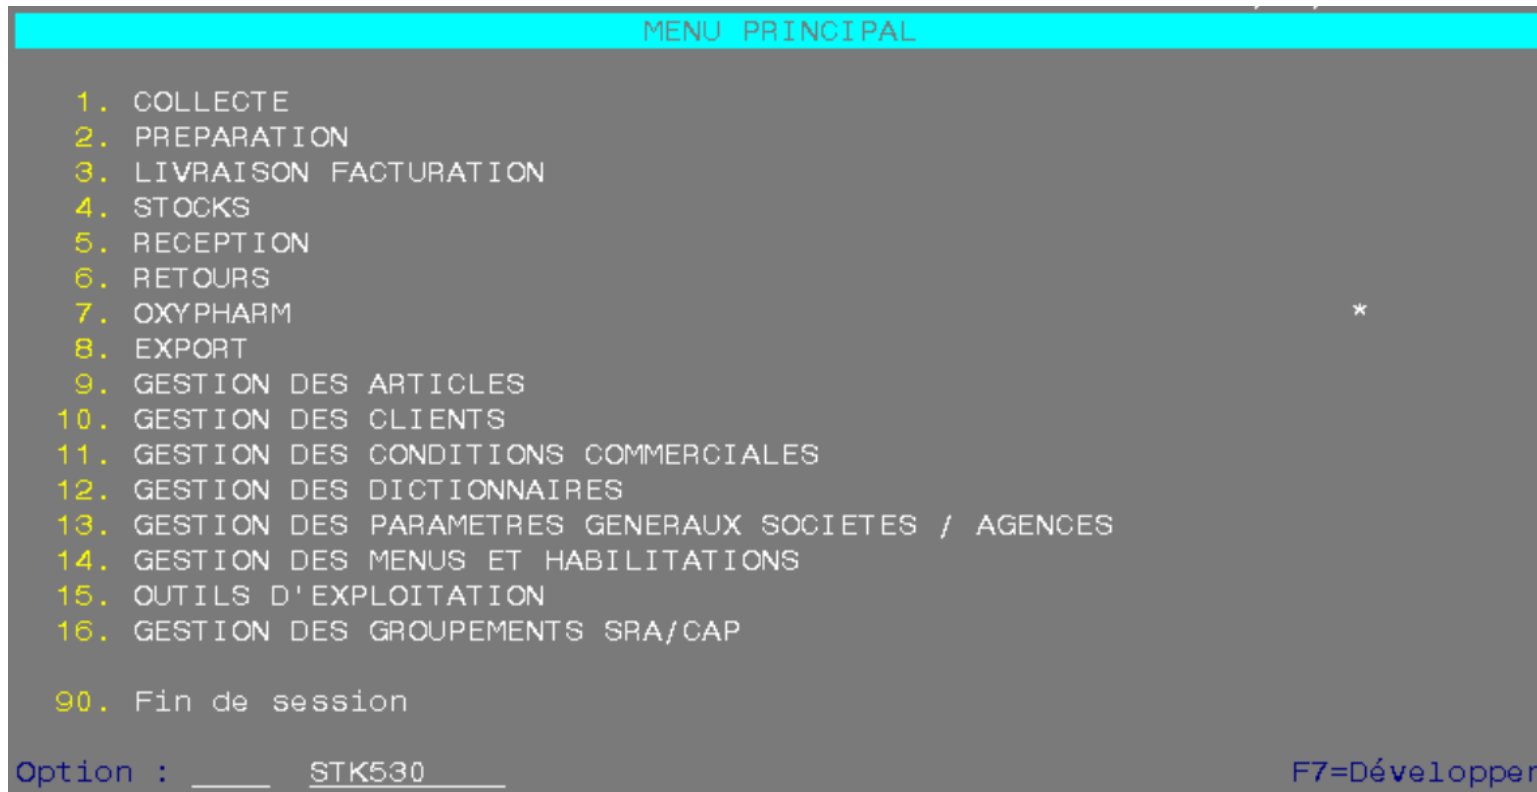 MENU PRINCIPAL
1. COLLECTE
2. PREPARATION
3. LIVRAISON FACTURATION
4. STOCKS
5. RECEPTION
6. RETOURS
7. OXYPHARM *
8. EXPORT
9. GESTION DES ARTICLES
10. GESTION DES CLIENTS
11. GESTION DES CONDITIONS COMMERCIALES
12. GESTION DES DICTIONNAIRES
13. GESTION DES PARAMETRES GENERAUX SOCIETES / AGENCES
14. GESTION DES MENUS ET HABILITATIONS
15. OUTILS D'EXPLOITATION
16. GESTION DES GROUPEMENTS SRA/CAP
90. Fin de session
Option : ____ STK530 F7=Développer